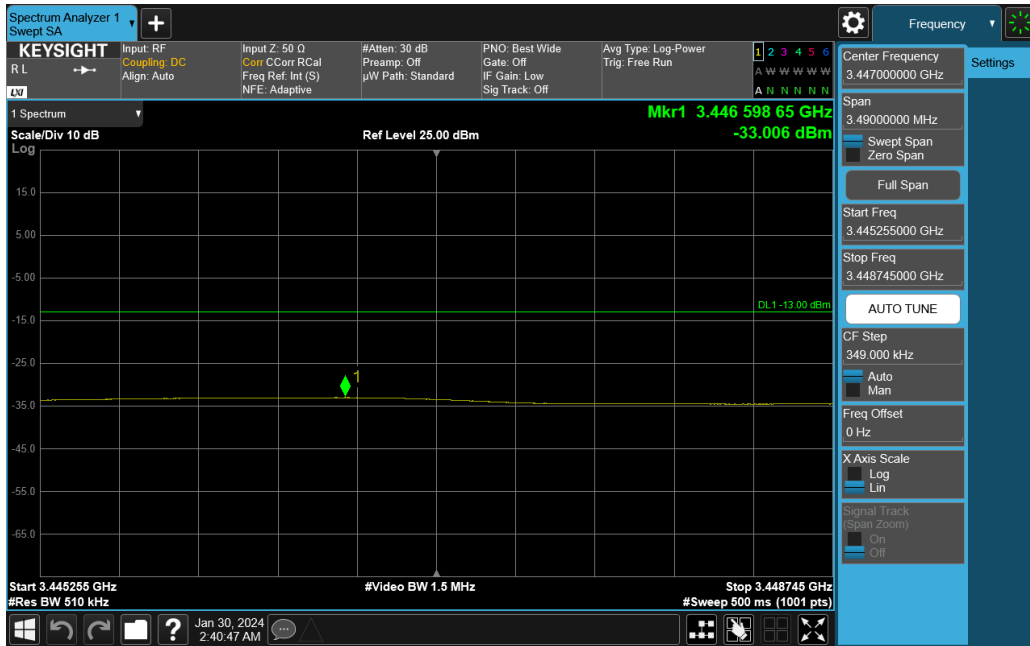 Spectrum Analyzer 1
Swept SA
Frequency
KEYSIGHT
RL
LXI
Input: RF
Coupling: DC
Align: Auto
Input Z: 50 Ω
Corr CCorr RCal
Freq Ref: Int (S)
NFE: Adaptive
#Atten: 30 dB
Preamp: Off
µW Path: Standard
PNO: Best Wide
Gate: Off
IF Gain: Low
Sig Track: Off
Avg Type: Log-Power
Trig: Free Run
1 2 3 4 5 6
A W W W W W
A N N N N N
1 Spectrum
Scale/Div 10 dB
Log
Ref Level 25.00 dBm
Mkr1 3.446 598 65 GHz
-33.006 dBm
15.0
5.00
-5.00
-15.0
-25.0
-35.0
-45.0
-55.0
-65.0
DL1 -13.00 dBm
1
Start 3.445255 GHz
#Res BW 510 kHz
#Video BW 1.5 MHz
Stop 3.448745 GHz
#Sweep 500 ms (1001 pts)
Center Frequency
3.447000000 GHz
Span
3.49000000 MHz
Swept Span
Zero Span
Full Span
Start Freq
3.445255000 GHz
Stop Freq
3.448745000 GHz
AUTO TUNE
CF Step
349.000 kHz
Auto
Man
Freq Offset
0 Hz
X Axis Scale
Log
Lin
Signal Track
(Span Zoom)
On
Off
Settings
?
Jan 30, 2024
2:40:47 AM